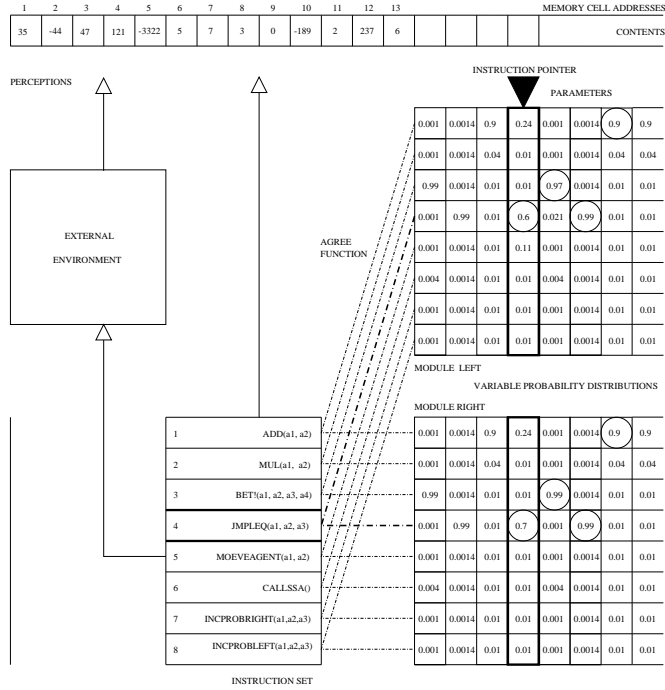 1 2 3 4 5 6 7 8 9 10 11 12 13 MEMORY CELL ADDRESSES
35 -44 47 121 -3322 5 7 3 0 -189 2 237 6 CONTENTS
INSTRUCTION POINTER
PERCEPTIONS
PARAMETERS
0.001 0.0014 0.9 0.24 0.001 0.0014 0.9 0.9
0.001 0.0014 0.04 0.01 0.001 0.0014 0.04 0.04
0.99 0.0014 0.01 0.01 0.97 0.0014 0.01 0.01
0.001 0.99 0.01 0.6 0.021 0.99 0.01 0.01
EXTERNAL
ENVIRONMENT
AGREE
FUNCTION
0.001 0.0014 0.01 0.11 0.001 0.0014 0.01 0.01
0.004 0.0014 0.01 0.01 0.004 0.0014 0.01 0.01
0.001 0.0014 0.01 0.01 0.001 0.0014 0.01 0.01
0.001 0.0014 0.01 0.01 0.001 0.0014 0.01 0.01
MODULE LEFT
VARIABLE PROBABILITY DISTRIBUTIONS
MODULE RIGHT
1 ADD(a1, a2) 0.001 0.0014 0.9 0.24 0.001 0.0014 0.9 0.9
2 MUL(a1, a2) 0.001 0.0014 0.04 0.01 0.001 0.0014 0.04 0.04
3 BET!(a1, a2, a3, a4) 0.99 0.0014 0.01 0.01 0.99 0.0014 0.01 0.01
4 JMPLEQ(a1, a2, a3) 0.001 0.99 0.01 0.7 0.001 0.99 0.01 0.01
5 MOEVEAGENT(a1, a2) 0.001 0.0014 0.01 0.01 0.001 0.0014 0.01 0.01
6 CALLSSA() 0.004 0.0014 0.01 0.01 0.004 0.0014 0.01 0.01
7 INCPROBRIGHT(a1,a2,a3) 0.001 0.0014 0.01 0.01 0.001 0.0014 0.01 0.01
8 INCPROBLEFT(a1,a2,a3) 0.001 0.0014 0.01 0.01 0.001 0.0014 0.01 0.01
INSTRUCTION SET